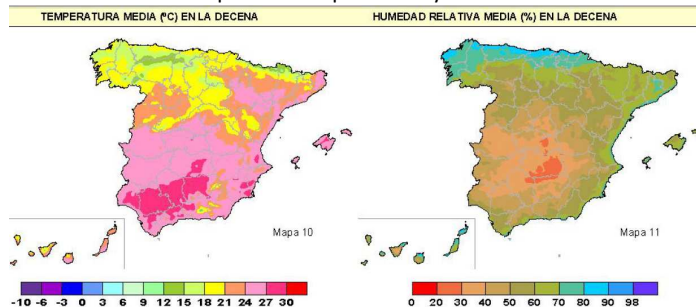 TEMPERATURA MEDIA (ºC) EN LA DECENA
HUMEDAD RELATIVA MEDIA (%) EN LA DECENA
Mapa 10
Mapa 11
-10 -6 -3 0 3 6 9 12 15 18 21 24 27 30
0 20 30 40 50 60 70 80 90 98